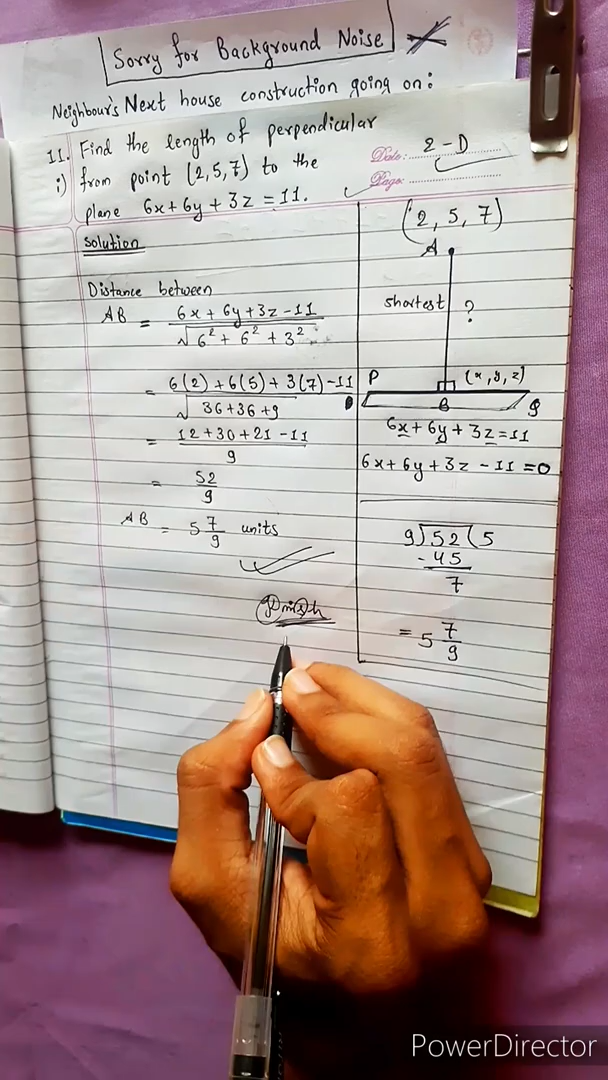 Sorry for Background Noise
Neighbour's Next house construction going on:
11. Find the length of perpendicular
i) from point (2,5,7) to the
plane 6x+6y+3z=11.
Date: 2-D
Page:
Solution
Distance between
AB = 6x+6y+3z-11 / √6²+6²+3²
= 6(2)+6(5)+3(7)-11 / √36+36+9
= 12+30+21-11 / 9
= 52/9
AB = 5 7/9 units
(2, 5, 7)
A
shortest ?
P (x, y, z)
B Q
6x+6y+3z=11
6x+6y+3z-11=0
9)52(5
-45
7
= 5 7/9
PowerDirector